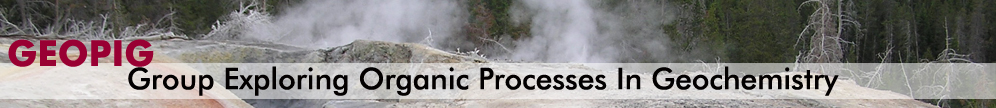 GEOPIG
Group Exploring Organic Processes In Geochemistry